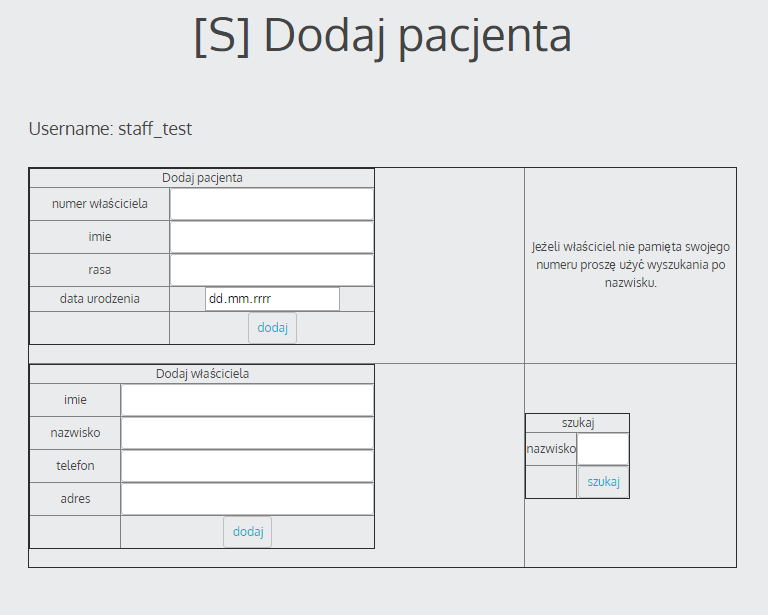 [S] Dodaj pacjenta
Username: staff_test
Dodaj pacjenta
numer właściciela
imie
rasa
data urodzenia
dd.mm.rrrr
dodaj
Jeżeli właściciel nie pamięta swojego
numeru proszę użyć wyszukania po
nazwisku.
Dodaj właściciela
imie
nazwisko
telefon
adres
dodaj
szukaj
nazwisko
szukaj